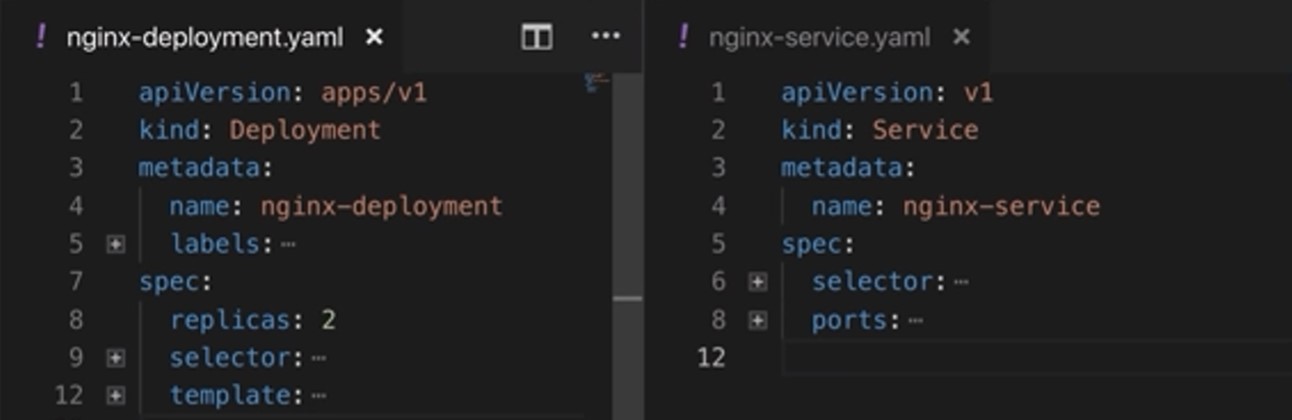 ! nginx-deployment.yaml ×
1 apiVersion: apps/v1
2 kind: Deployment
3 metadata:
4   name: nginx-deployment
5   labels: ⋯
7 spec:
8   replicas: 2
9   selector: ⋯
12   template: ⋯
! nginx-service.yaml ×
1 apiVersion: v1
2 kind: Service
3 metadata:
4   name: nginx-service
5 spec:
6   selector: ⋯
8   ports: ⋯
12